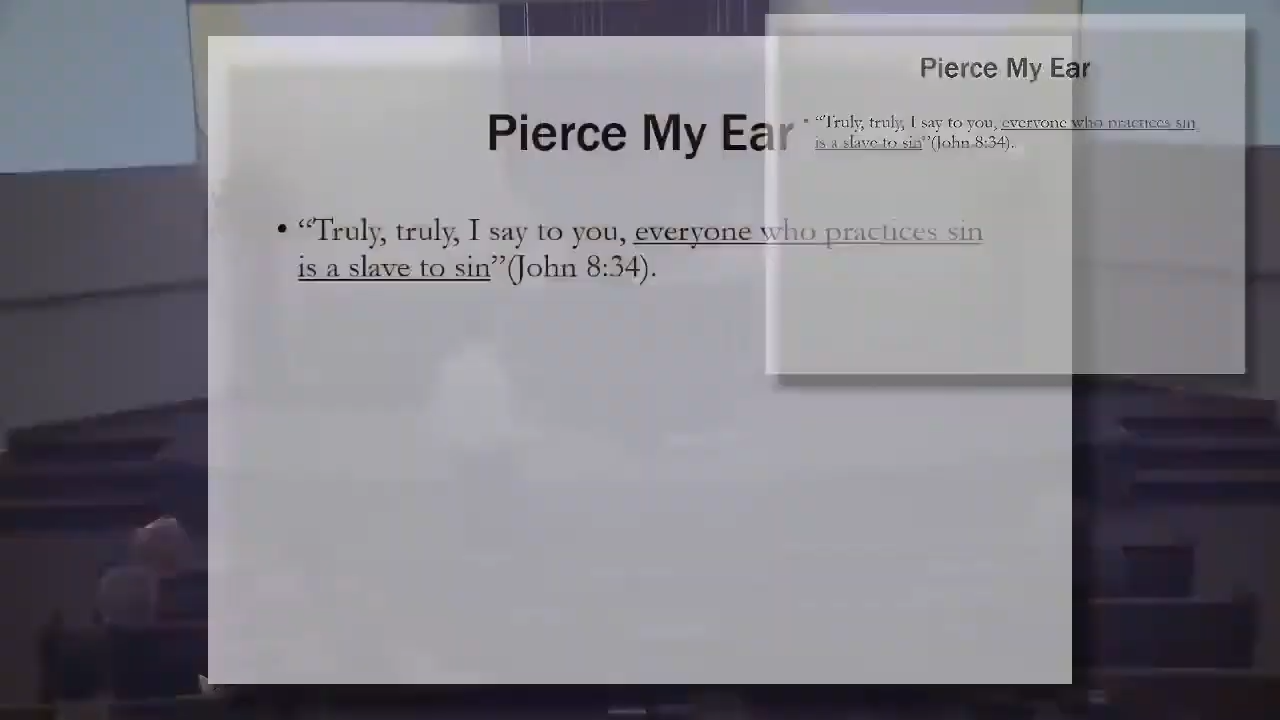 Pierce My Ear
• “Truly, truly, I say to you, everyone who practices sin
is a slave to sin”(John 8:34).
Pierce My Ear
• “Truly, truly, I say to you, everyone who practices sin
is a slave to sin”(John 8:34).